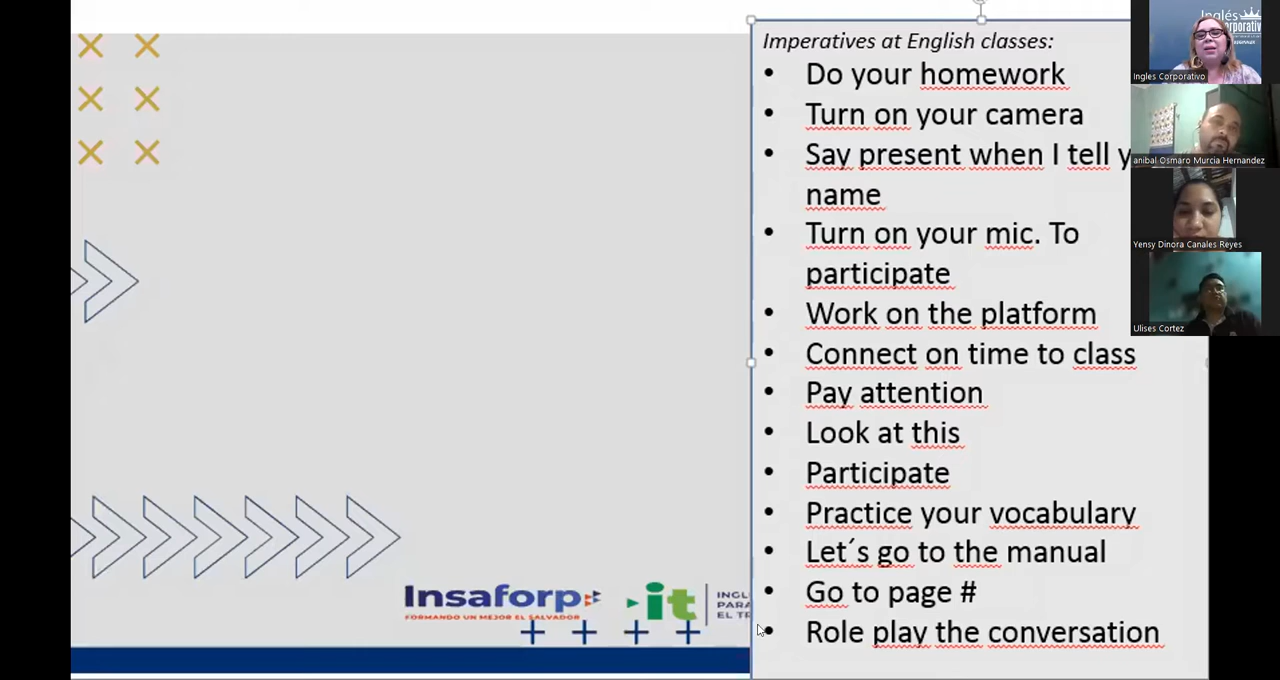 Imperatives at English classes:
• Do your homework
• Turn on your camera
• Say present when I tell
name
• Turn on your mic. To
participate
• Work on the platform
• Connect on time to class
• Pay attention
• Look at this
• Participate
• Practice your vocabulary
• Let´s go to the manual
• Go to page #
• Role play the conversation
Insaforp
FORMANDO UN MEJOR EL SALVADOR
it
Inglés
Ingles Corporativo
anibal Osmaro Murcia Hernandez
Yensy Dinora Canales Reyes
Ulises Cortez